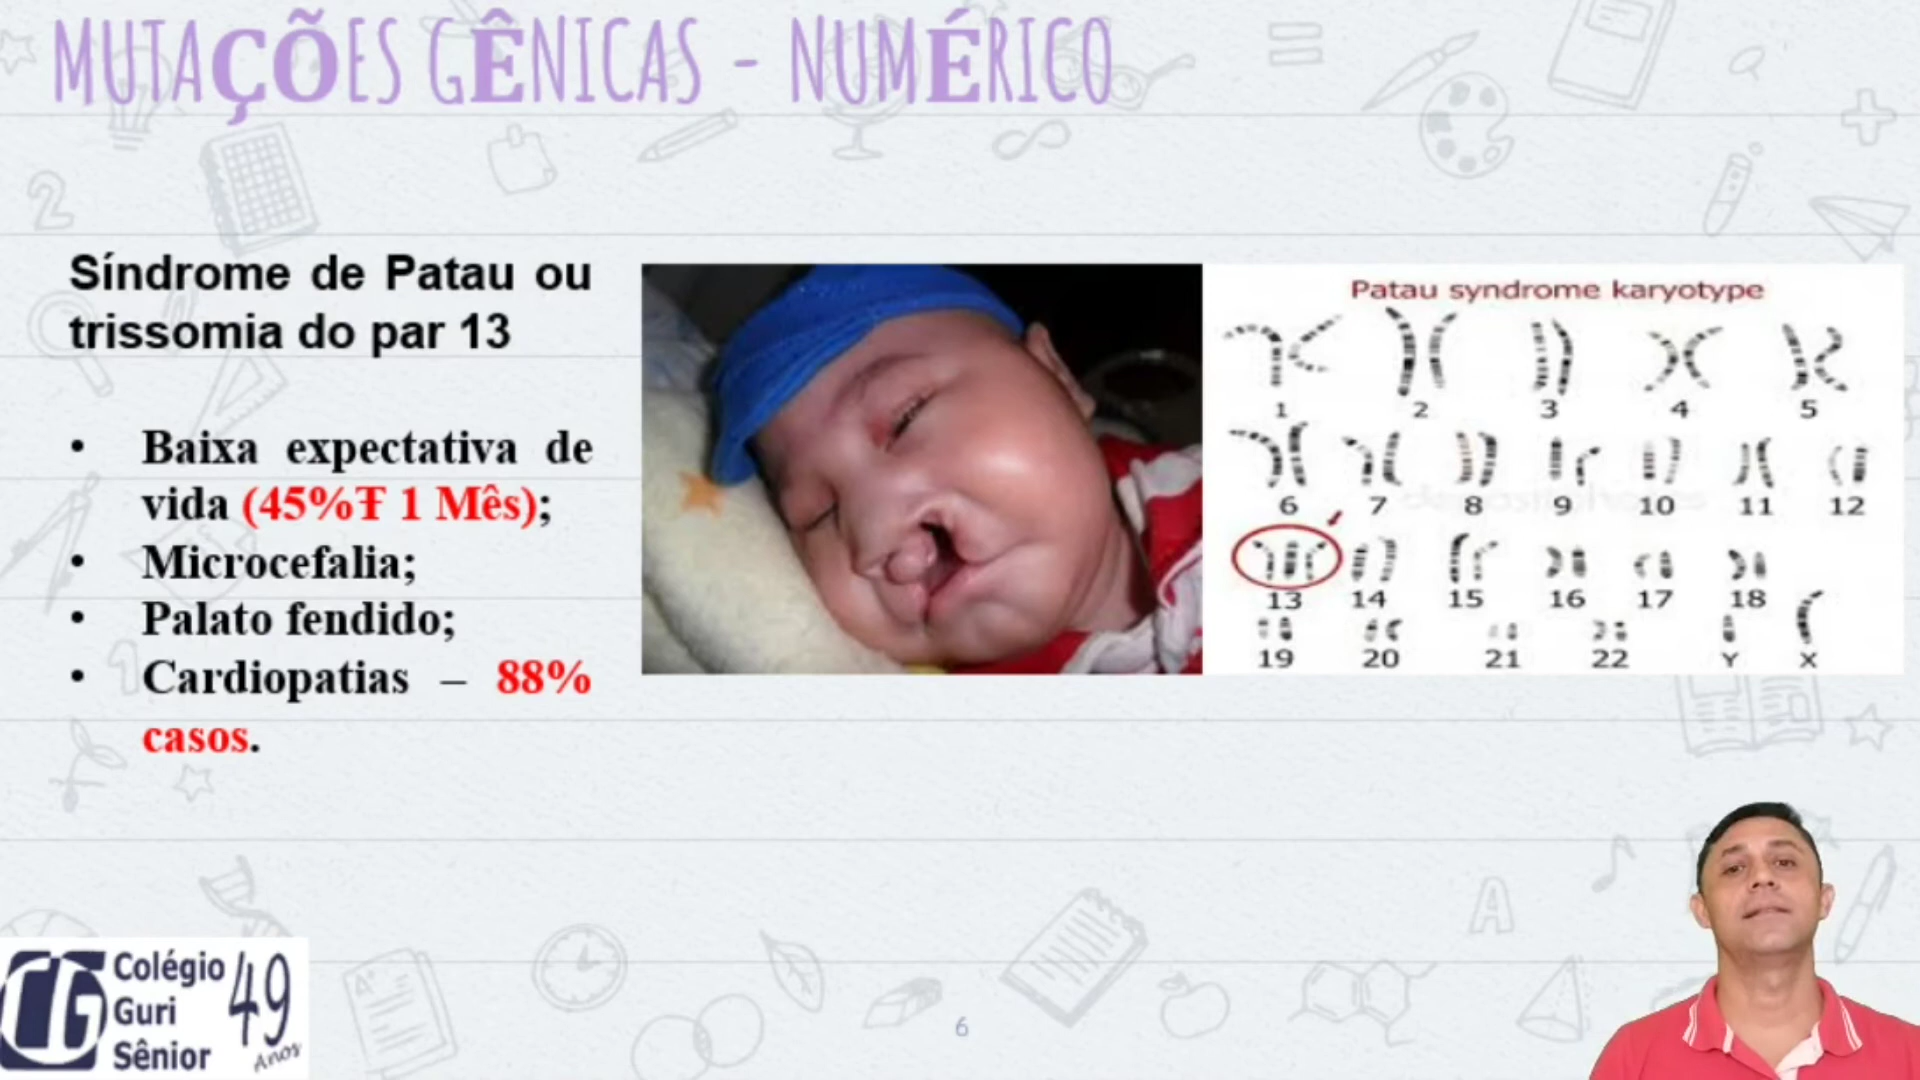 MUTAÇÕES GÊNICAS - NUMÉRICO
Síndrome de Patau ou
trissomia do par 13
• Baixa expectativa de
vida (45%Ŧ 1 Mês);
• Microcefalia;
• Palato fendido;
• Cardiopatias – 88%
casos.
Patau syndrome karyotype
1 2 3 4 5
6 7 8 9 10 11 12
13 14 15 16 17 18
19 20 21 22 Y X
CG
Colégio
Guri
Sênior
49
Anos
6